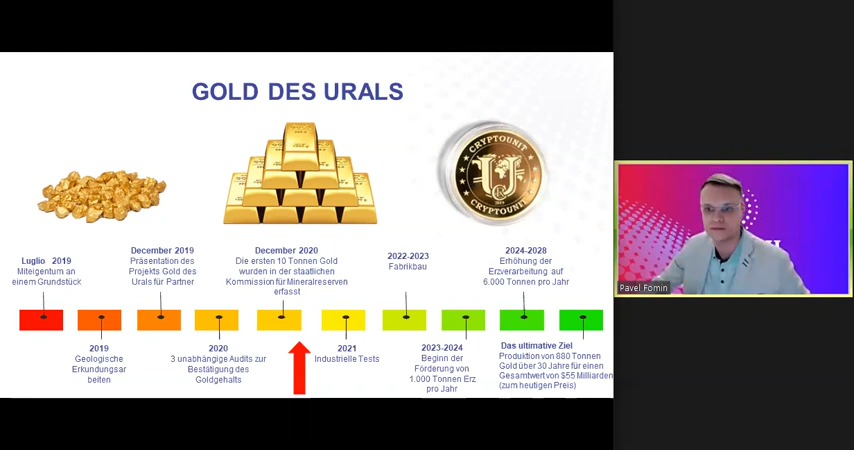 GOLD DES URALS
CRYPTOUNIT
CRYPTOUNIT
Luglio 2019
Miteigentum an
einem Grundstück
December 2019
Präsentation des
Projekts Gold des
Urals für Partner
December 2020
Die ersten 10 Tonnen Gold
wurden in der staatlichen
Kommission für Mineralreserven
erfasst
2022-2023
Fabrikbau
2024-2028
Erhöhung der
Erzverarbeitung auf
6.000 Tonnen pro Jahr
2019
Geologische
Erkundungsar
beiten
2020
3 unabhängige Audits zur
Bestätigung des
Goldgehalts
2021
Industrielle Tests
2023-2024
Beginn der
Förderung von
1.000 Tonnen Erz
pro Jahr
Das ultimative Ziel
Produktion von 880 Tonnen
Gold über 30 Jahre für einen
Gesamtwert von $55 Milliarden
(zum heutigen Preis)
Pavel Fomin